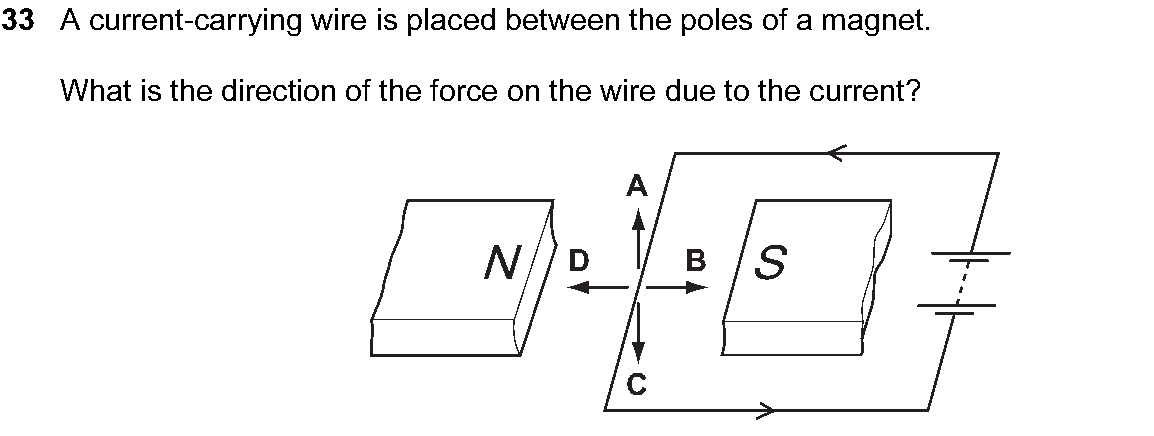 33 A current-carrying wire is placed between the poles of a magnet.
What is the direction of the force on the wire due to the current?
A
N D B S
C